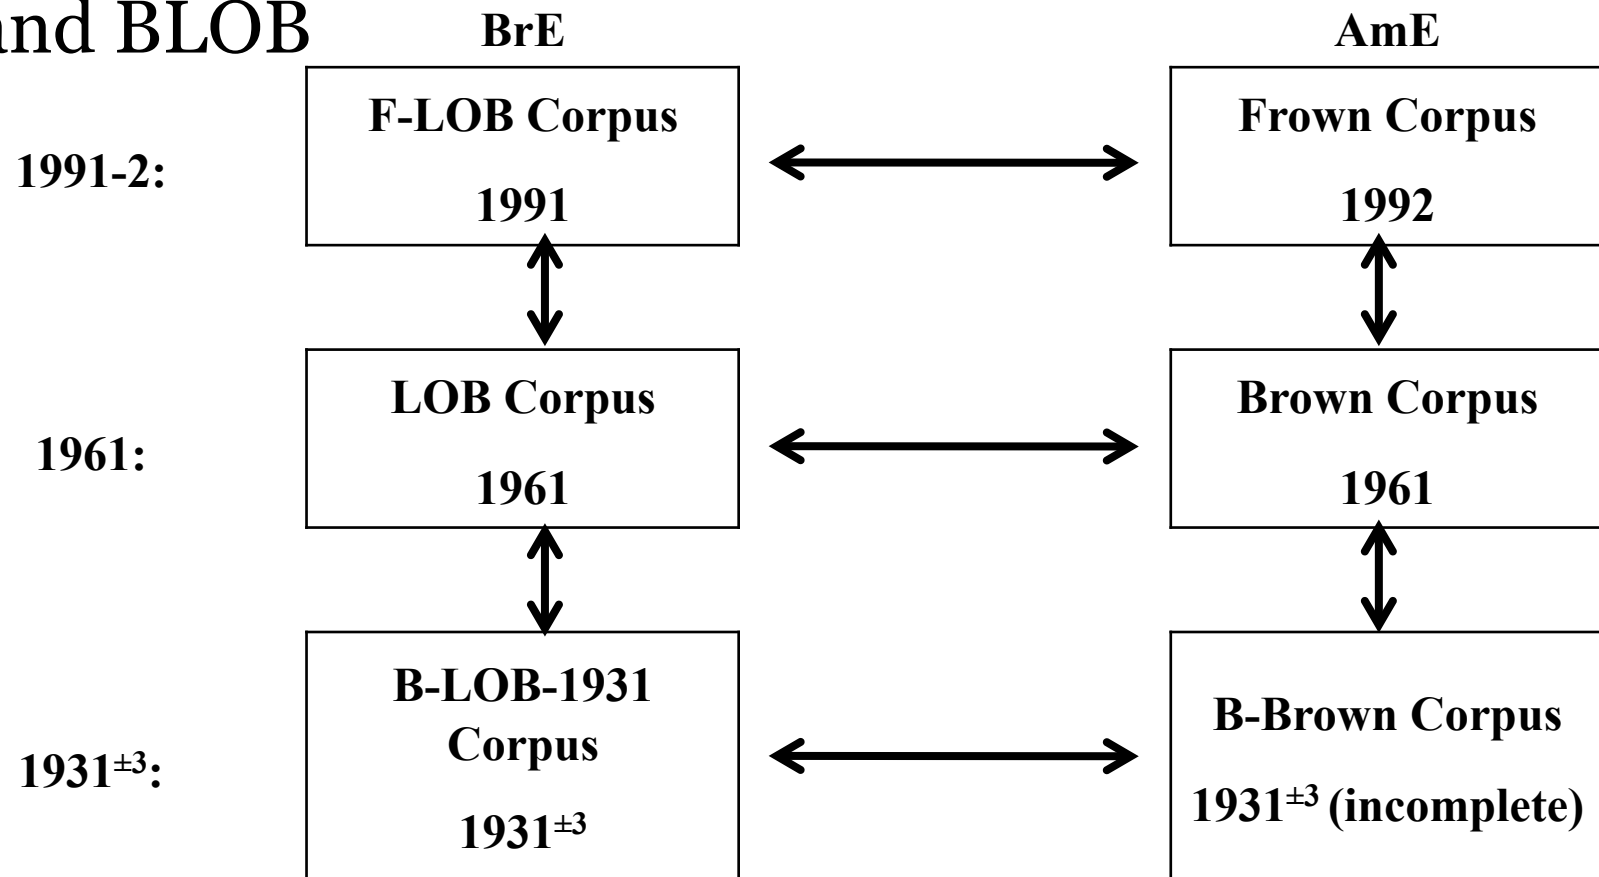 and BLOB
BrE AmE
1991-2:
F-LOB Corpus
1991
Frown Corpus
1992
1961:
LOB Corpus
1961
Brown Corpus
1961
1931±3:
B-LOB-1931
Corpus
1931±3
B-Brown Corpus
1931±3 (incomplete)